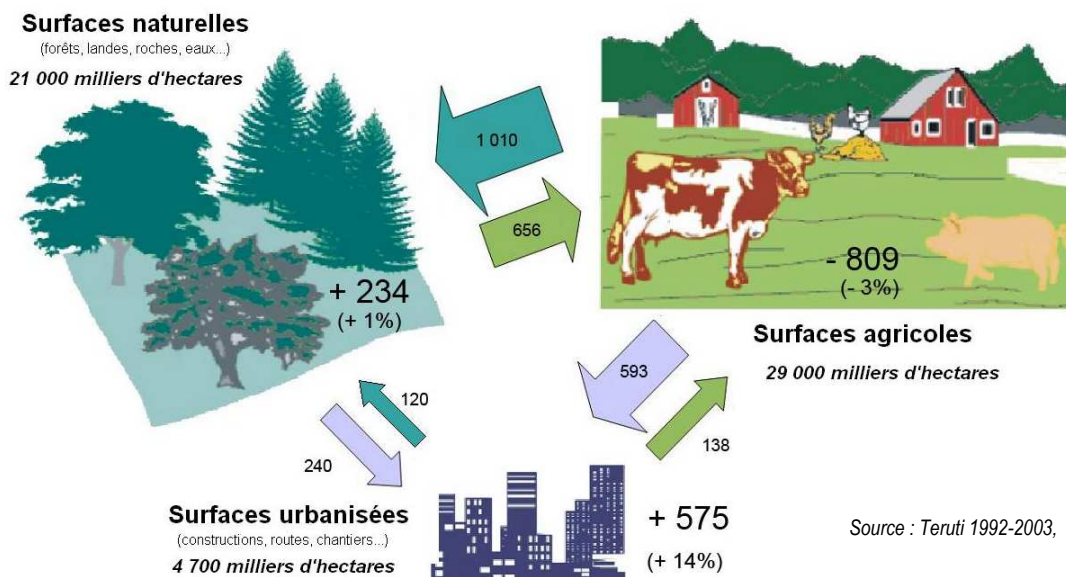 Surfaces naturelles
(forêts, landes, roches, eaux...)
21 000 milliers d'hectares
1 010
656
+ 234
(+ 1%)
- 809
(- 3%)
Surfaces agricoles
29 000 milliers d'hectares
593
138
120
240
Surfaces urbanisées
(constructions, routes, chantiers...)
4 700 milliers d'hectares
+ 575
(+ 14%)
Source : Teruti 1992-2003,